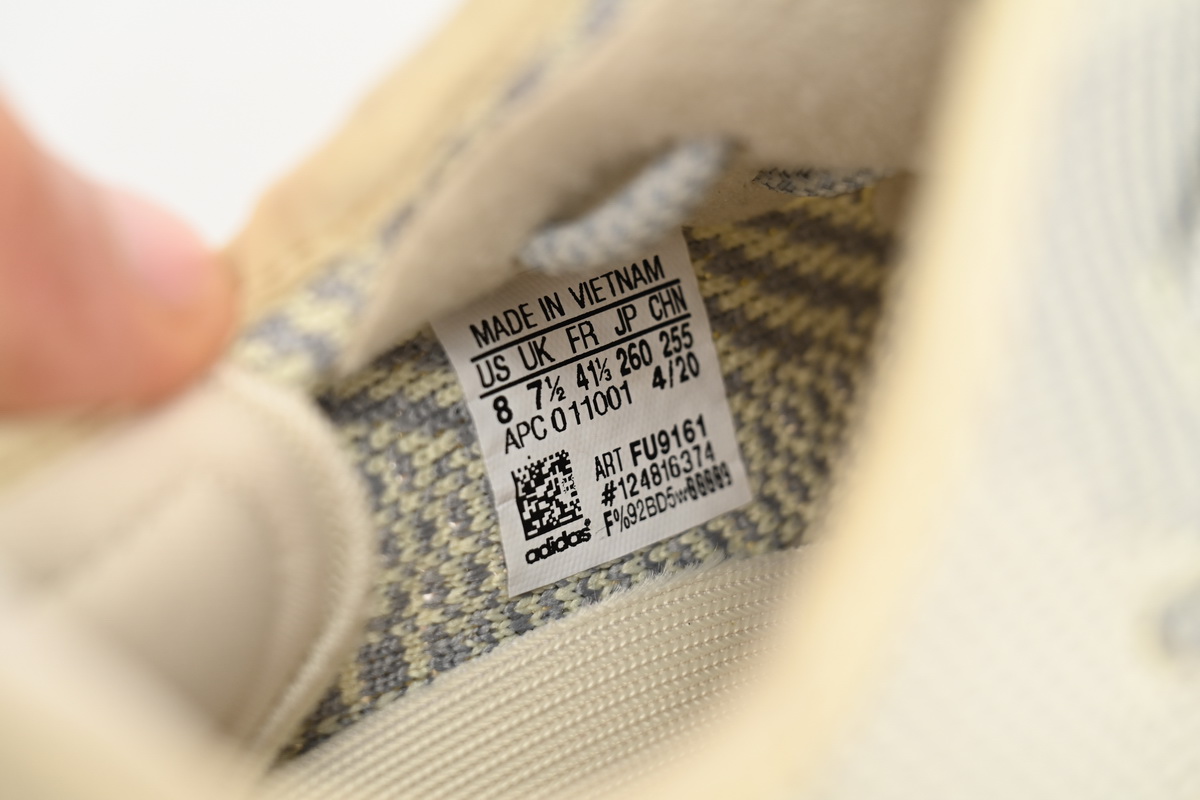 MADE IN VIETNAM
US UK FR JP CHN
8 7½ 41⅓ 260 255
APC 011001 4/20
ART FU9161
#124816374
adidas